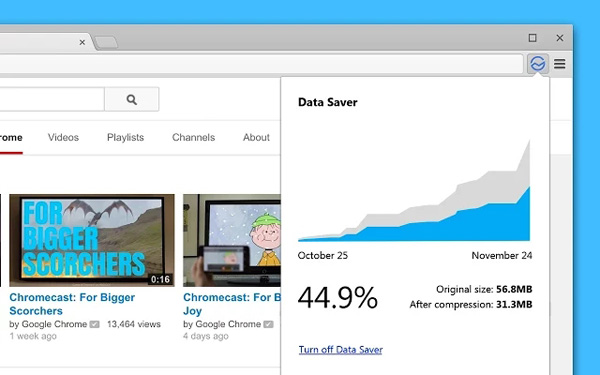 rome
Videos
Playlists
Channels
About
FOR
BIGGER
SCORCHERS
0:16
Chromecast: For Bigger
Scorchers
by Google Chrome
13,464 views
1 week ago
Chromecast: For B
Joy
by Google Chrome
4 days ago
Data Saver
October 25
November 24
44.9%
Original size: 56.8MB
After compression: 31.3MB
Turn off Data Saver